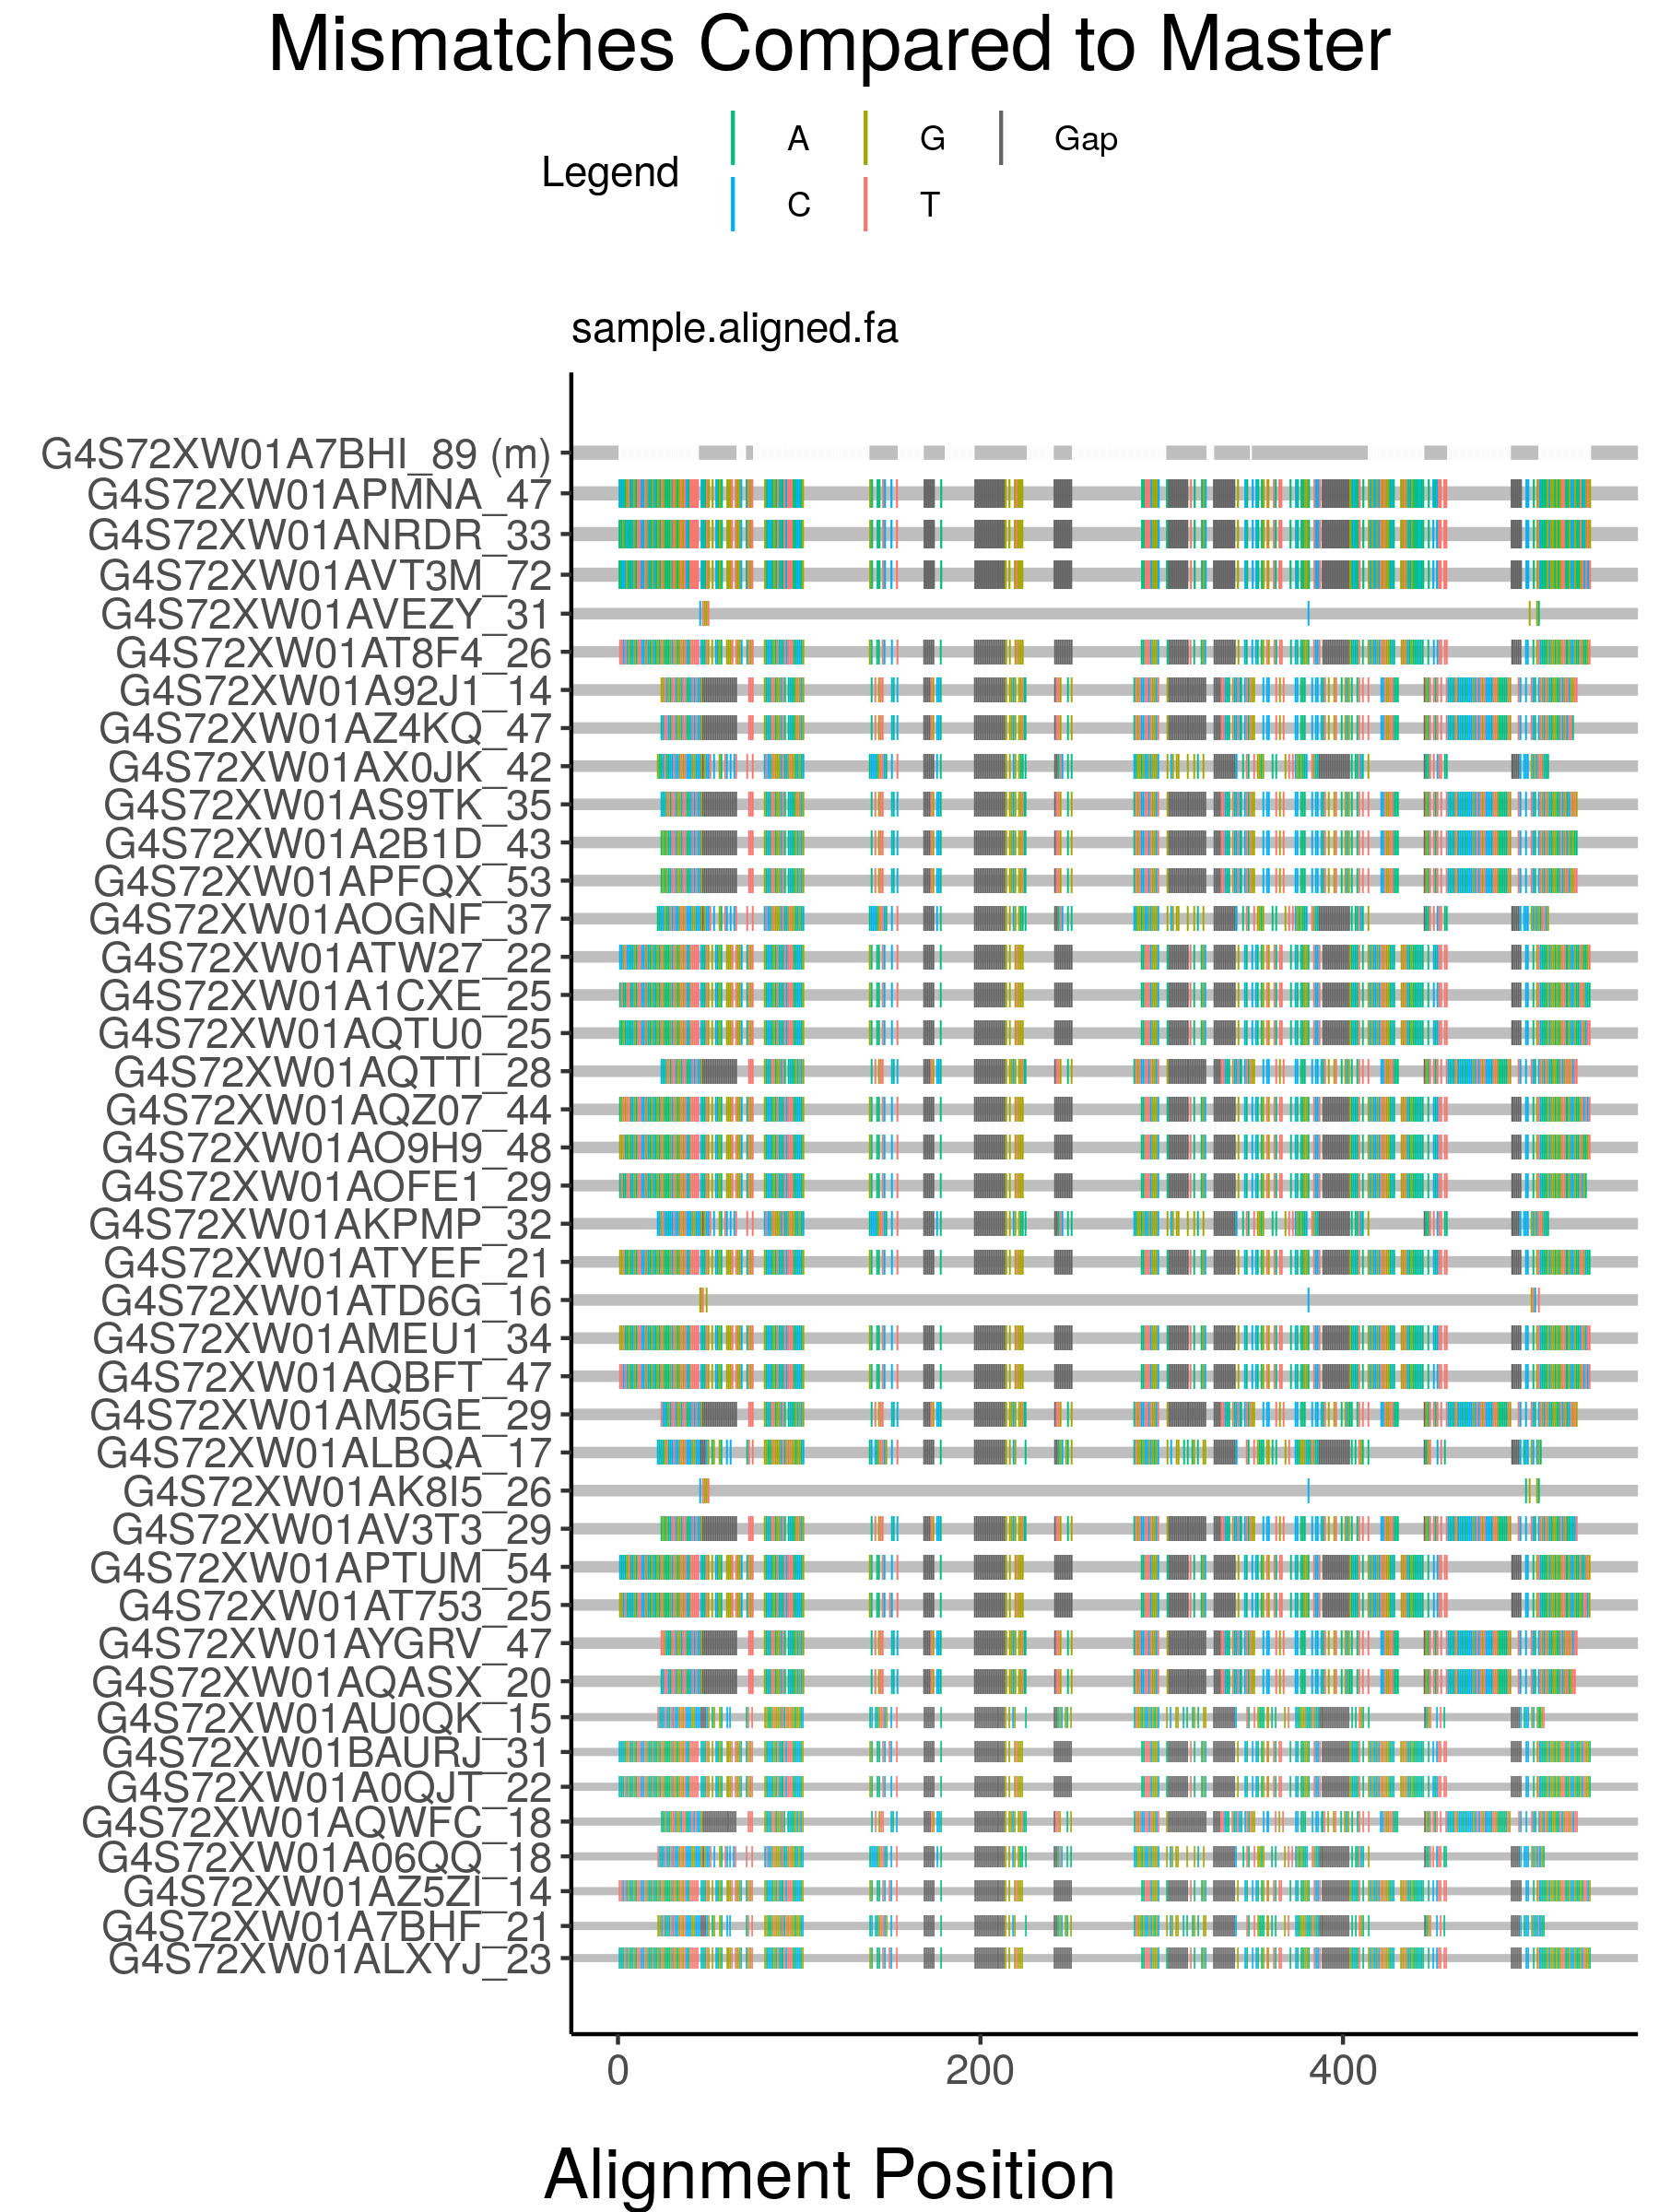 Mismatches Compared to Master
Legend
A
G
Gap
C
T
sample.aligned.fa
G4S72XW01A7BHI_89 (m)
G4S72XW01APMNA_47
G4S72XW01ANRDR_33
G4S72XW01AVT3M_72
G4S72XW01AVEZY_31
G4S72XW01AT8F4_26
G4S72XW01A92J1_14
G4S72XW01AZ4KQ_47
G4S72XW01AX0JK_42
G4S72XW01AS9TK_35
G4S72XW01A2B1D_43
G4S72XW01APFQX_53
G4S72XW01AOGNF_37
G4S72XW01ATW27_22
G4S72XW01A1CXE_25
G4S72XW01AQTU0_25
G4S72XW01AQTTI_28
G4S72XW01AQZ07_44
G4S72XW01AO9H9_48
G4S72XW01AOFE1_29
G4S72XW01AKPMP_32
G4S72XW01ATYEF_21
G4S72XW01ATD6G_16
G4S72XW01AMEU1_34
G4S72XW01AQBFT_47
G4S72XW01AM5GE_29
G4S72XW01ALBQA_17
G4S72XW01AK8I5_26
G4S72XW01AV3T3_29
G4S72XW01APTUM_54
G4S72XW01AT753_25
G4S72XW01AYGRV_47
G4S72XW01AQASX_20
G4S72XW01AU0QK_15
G4S72XW01BAURJ_31
G4S72XW01A0QJT_22
G4S72XW01AQWFC_18
G4S72XW01A06QQ_18
G4S72XW01AZ5ZI_14
G4S72XW01A7BHF_21
G4S72XW01ALXYJ_23
0
200
400
Alignment Position